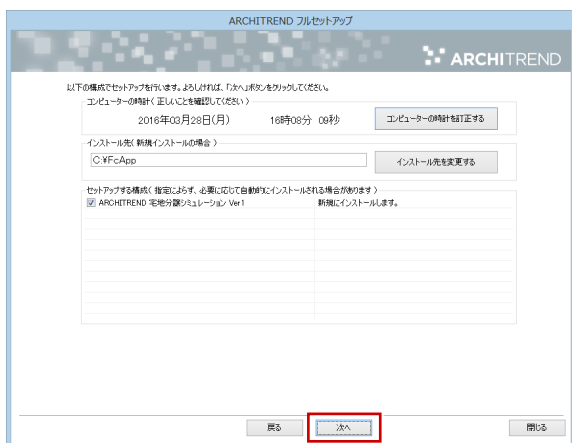 ARCHITREND フルセットアップ
ARCHITREND
以下の構成でセットアップを行います。よろしければ、「次へ」ボタンをクリックしてください。
コンピューターの時計( 正しいことを確認してください )
2016年03月28日(月) 16時08分 09秒 コンピューターの時計を訂正する
インストール先( 新規インストールの場合 )
C:¥FcApp インストール先を変更する
セットアップする構成( 指定によらず、必要に応じて自動的にインストールされる場合があります )
ARCHITREND 宅地分譲シミュレーション Ver1 新規にインストールします。
戻る 次へ 閉じる